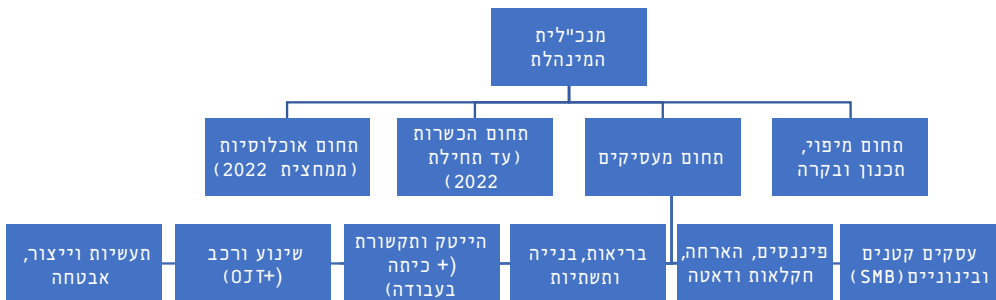 מנכ"לית
המינהלת
תחום מיפוי,
תכנון ובקרה
תחום מעסיקים
תחום הכשרות
(עד תחילת
2022)
תחום אוכלוסיות
(ממחצית 2022)
עסקים קטנים
ובינוניים (SMB)
פיננסים, הארחה,
חקלאות ודאטה
בריאות, בנייה
ותשתיות
הייטק ותקשורת
(+ כיתה
בעבודה)
שינוע ורכב
(+OJT)
תעשיות וייצור,
אבטחה